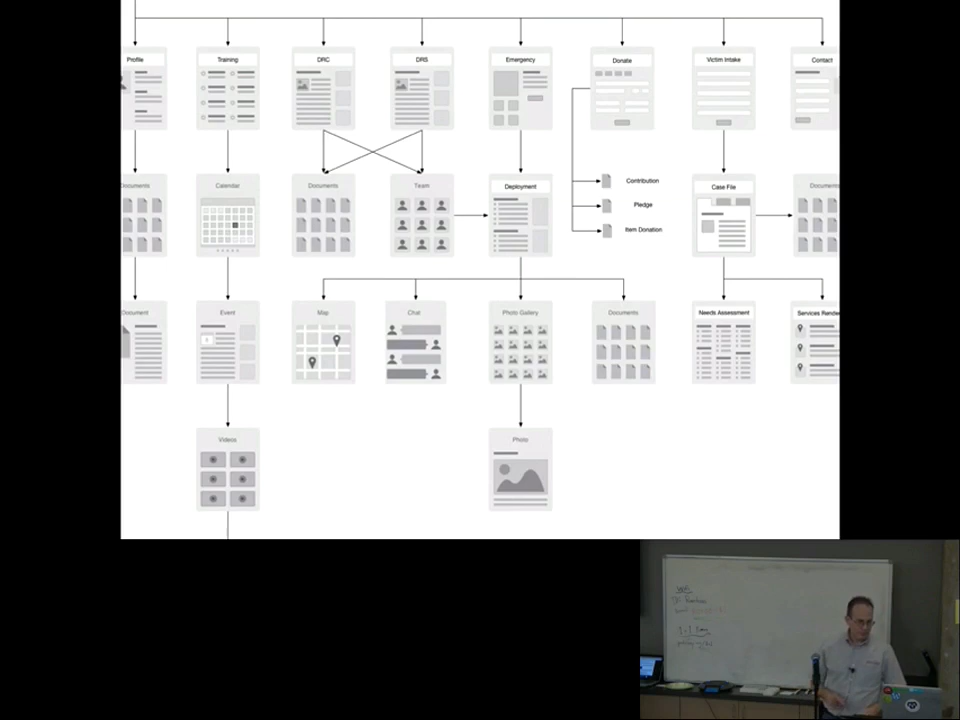 Profile
Training
DRC
DRS
Emergency
Donate
Victim Intake
Contact
Documents
Calendar
Documents
Team
Deployment
Contribution
Pledge
Item Donation
Case File
Documents
Document
Event
Map
Chat
Photo Gallery
Documents
Needs Assessment
Services Rende
Videos
Photo